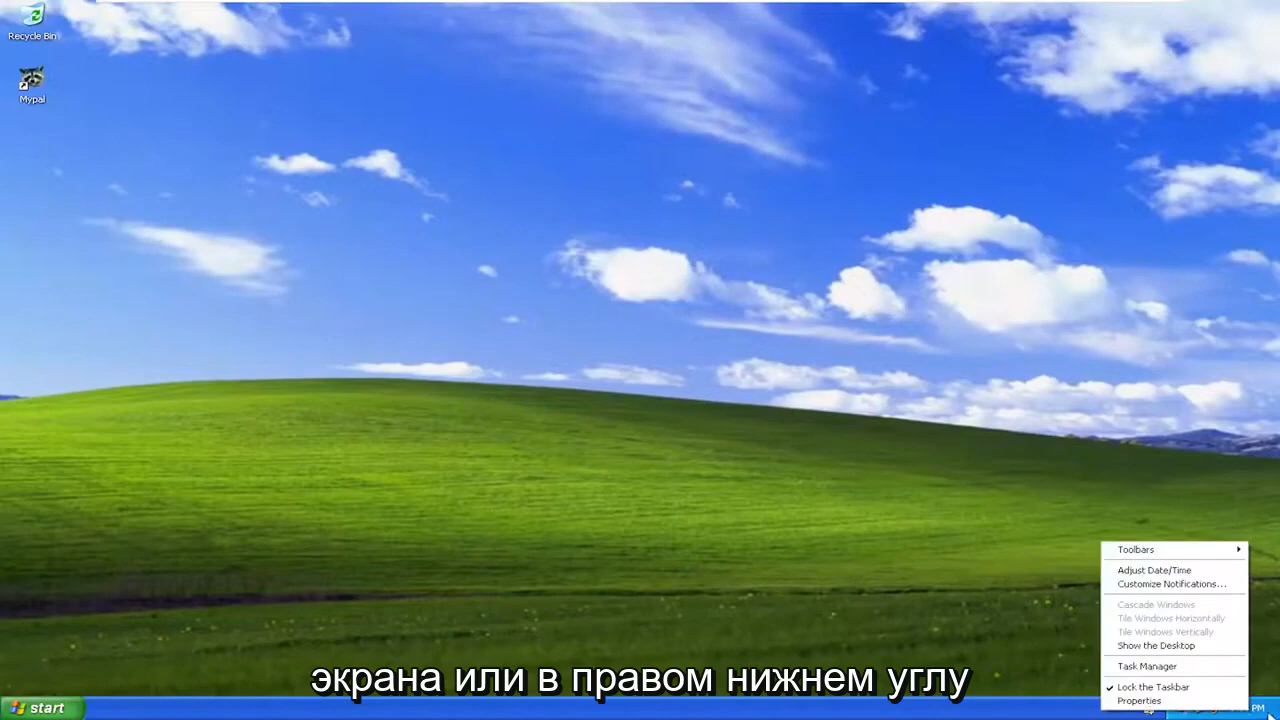 Recycle Bin
Mypal
Toolbars
Adjust Date/Time
Customize Notifications...
Cascade Windows
Tile Windows Horizontally
Tile Windows Vertically
Show the Desktop
Task Manager
Lock the Taskbar
Properties
экрана или в правом нижнем углу
start
PM